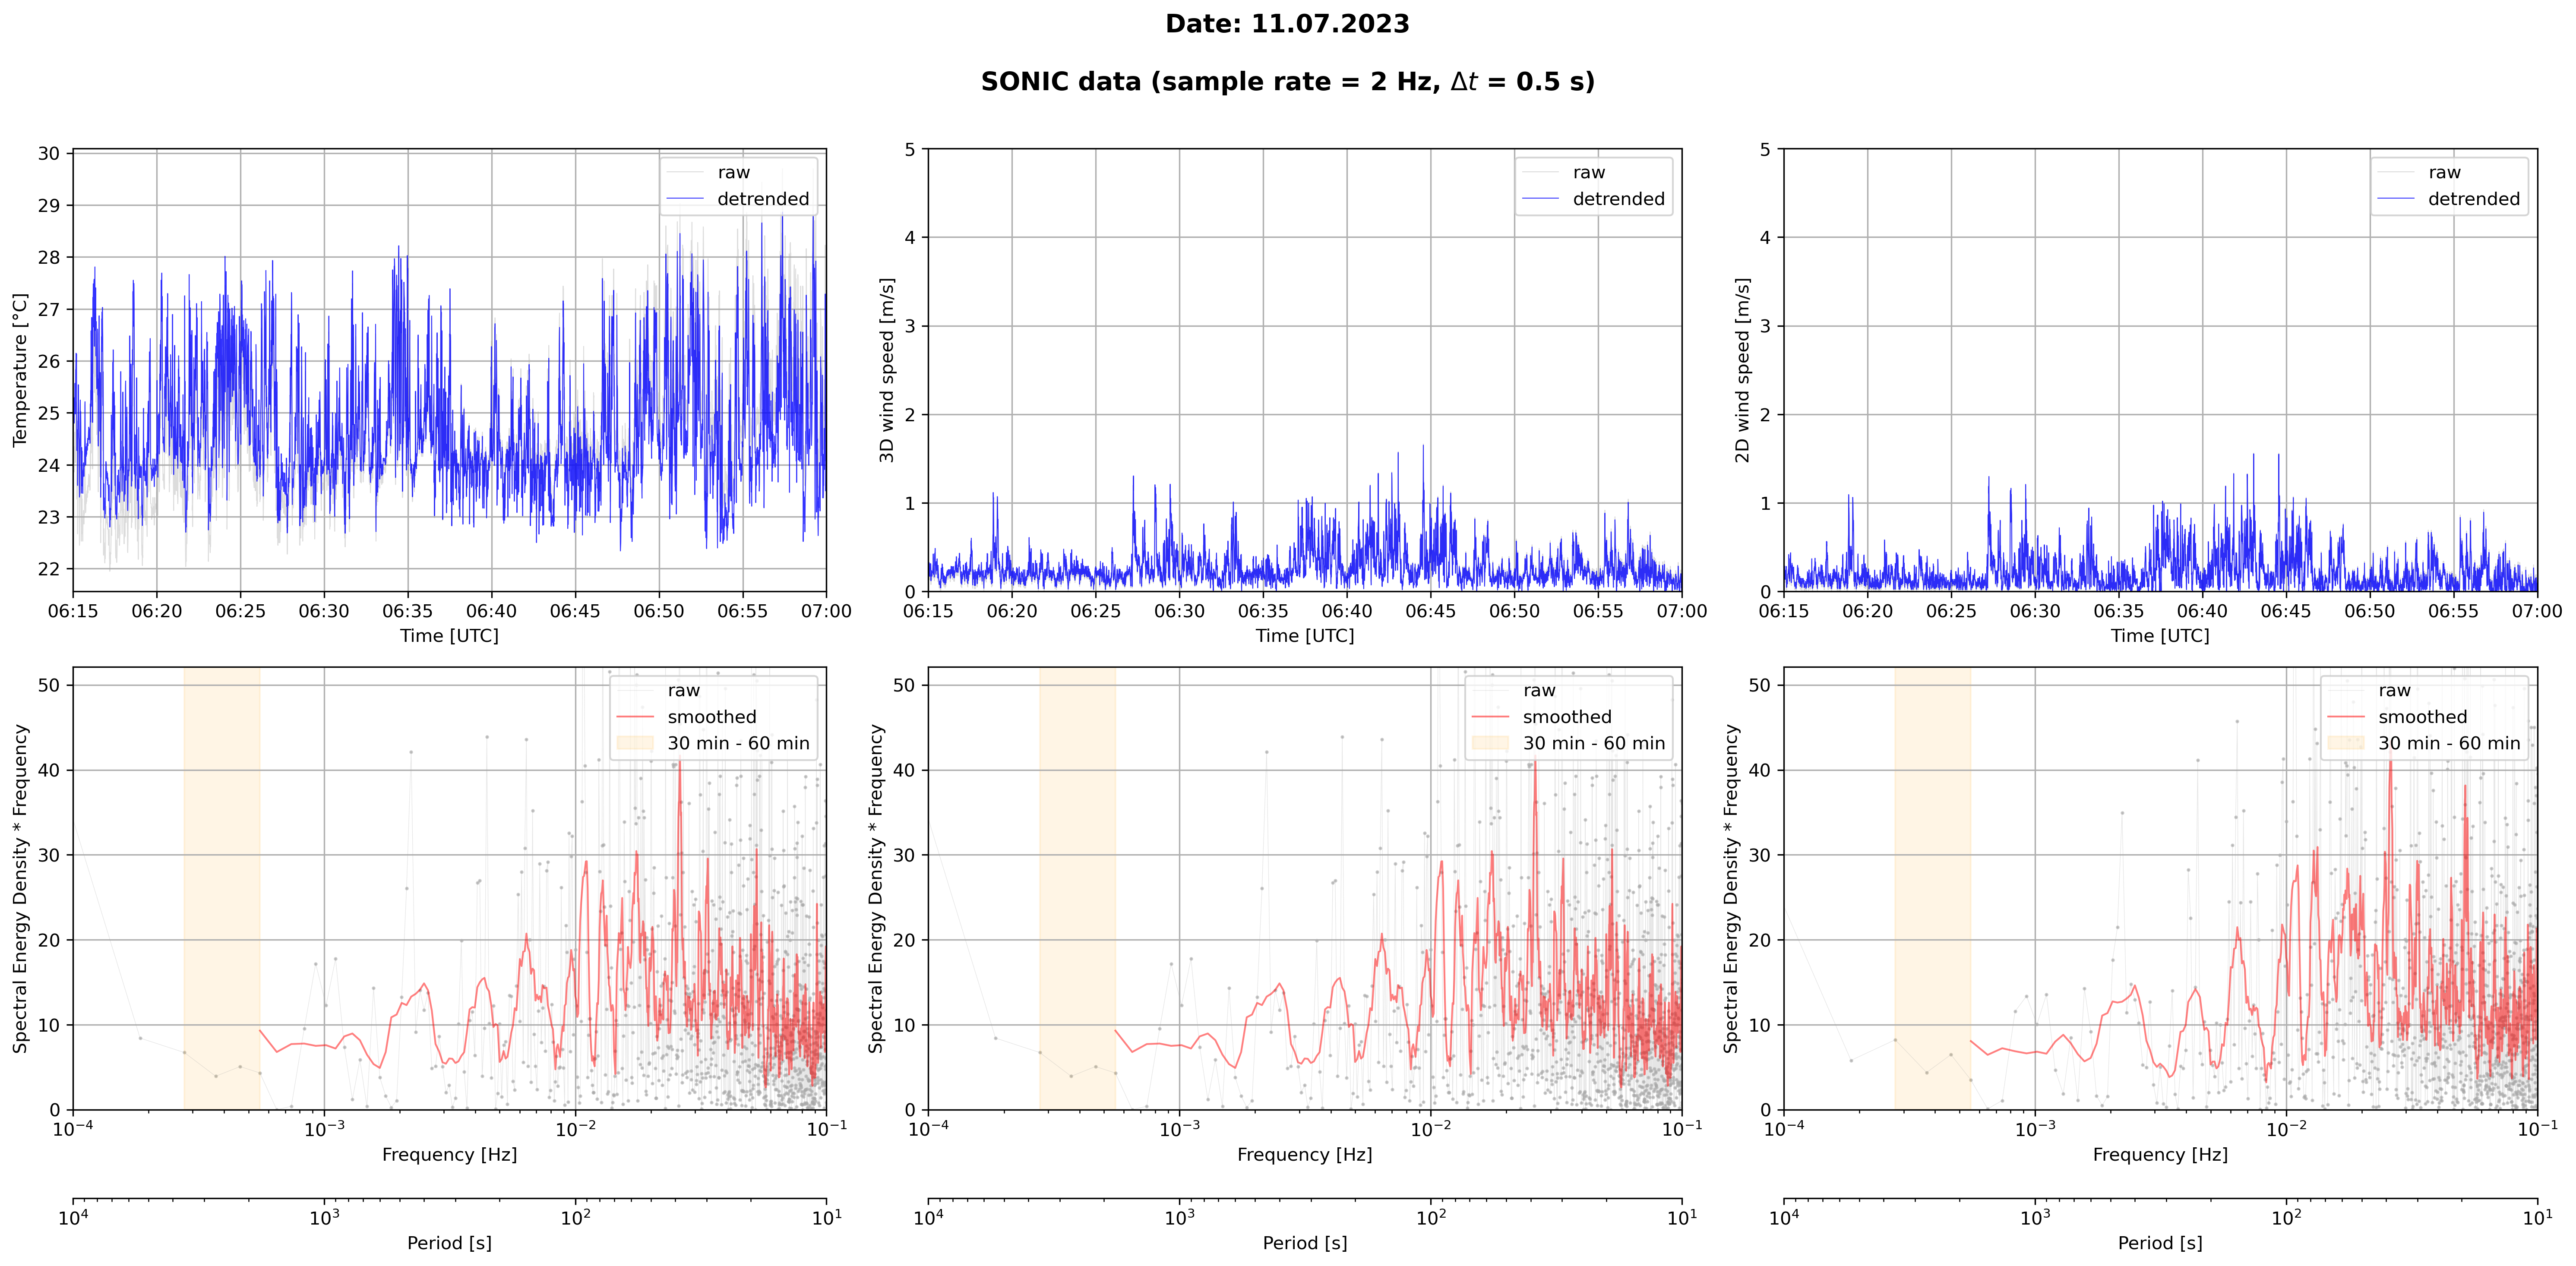 Date: 11.07.2023
SONIC data (sample rate = 2 Hz, Δt = 0.5 s)
30
29
28
27
26
25
24
23
22
Temperature [°C]
raw
detrended
06:15 06:20 06:25 06:30 06:35 06:40 06:45 06:50 06:55 07:00
Time [UTC]
5
4
3
2
1
0
3D wind speed [m/s]
raw
detrended
06:15 06:20 06:25 06:30 06:35 06:40 06:45 06:50 06:55 07:00
Time [UTC]
5
4
3
2
1
0
2D wind speed [m/s]
raw
detrended
06:15 06:20 06:25 06:30 06:35 06:40 06:45 06:50 06:55 07:00
Time [UTC]
50
40
30
20
10
0
Spectral Energy Density * Frequency
raw
smoothed
30 min - 60 min
10⁻⁴ 10⁻³ 10⁻² 10⁻¹
Frequency [Hz]
10⁴ 10³ 10² 10¹
Period [s]
50
40
30
20
10
0
Spectral Energy Density * Frequency
raw
smoothed
30 min - 60 min
10⁻⁴ 10⁻³ 10⁻² 10⁻¹
Frequency [Hz]
10⁴ 10³ 10² 10¹
Period [s]
50
40
30
20
10
0
Spectral Energy Density * Frequency
raw
smoothed
30 min - 60 min
10⁻⁴ 10⁻³ 10⁻² 10⁻¹
Frequency [Hz]
10⁴ 10³ 10² 10¹
Period [s]